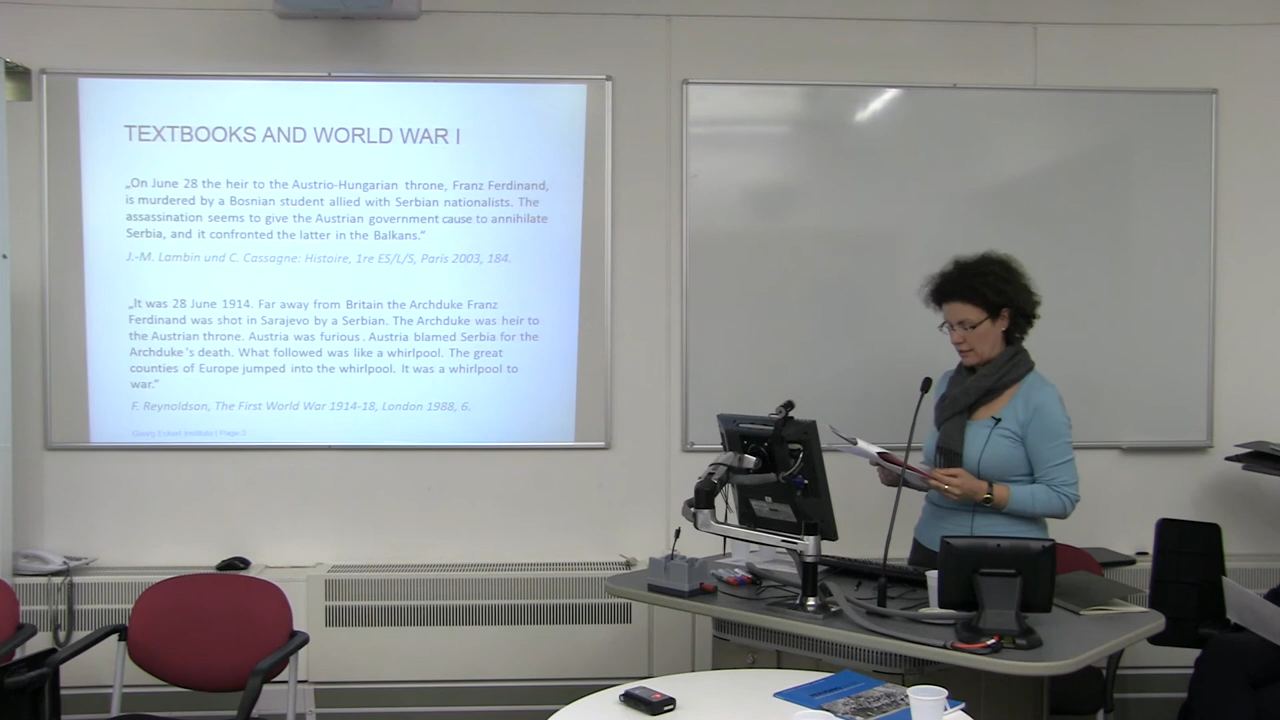 TEXTBOOKS AND WORLD WAR I
„On June 28 the heir to the Austrio-Hungarian throne, Franz Ferdinand,
is murdered by a Bosnian student allied with Serbian nationalists. The
assassination seems to give the Austrian government cause to annihilate
Serbia, and it confronted the latter in the Balkans.“
J.-M. Lambin und C. Cassagne: Histoire, 1re ES/L/S, Paris 2003, 184.
„It was 28 June 1914. Far away from Britain the Archduke Franz
Ferdinand was shot in Sarajevo by a Serbian. The Archduke was heir to
the Austrian throne. Austria was furious . Austria blamed Serbia for the
Archduke's death. What followed was like a whirlpool. The great
counties of Europe jumped into the whirlpool. It was a whirlpool to
war.“
F. Reynoldson, The First World War 1914-18, London 1988, 6.
Georg Eckert Institute | Page 3